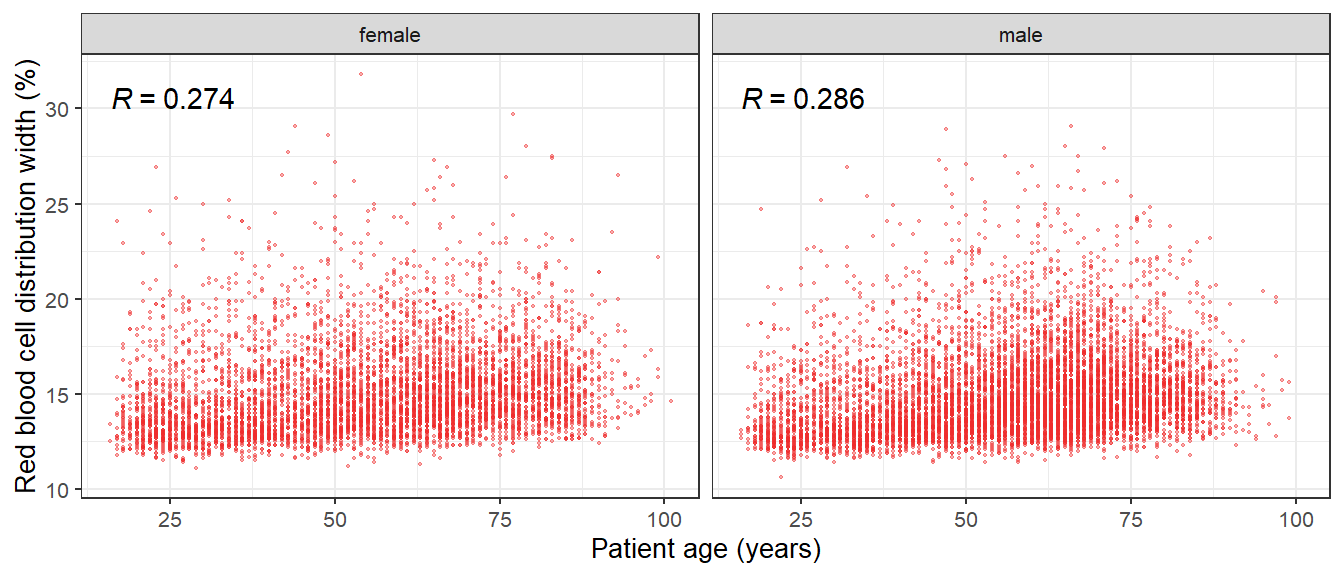 female
male
R = 0.274
R = 0.286
Red blood cell distribution width (%)
30
25
20
15
10
25
50
75
100
25
50
75
100
Patient age (years)